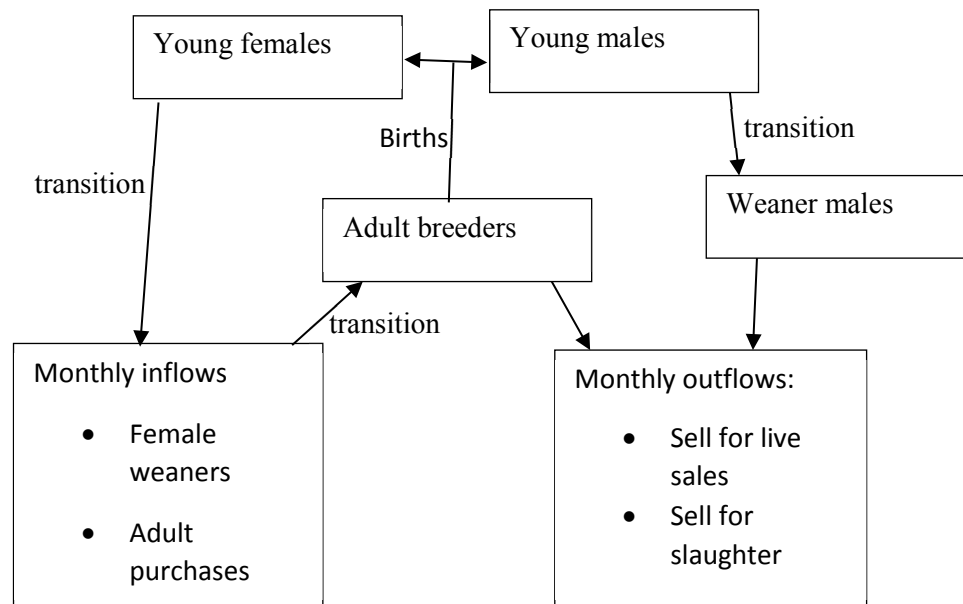 Young females
Young males
Births
transition
transition
Weaner males
Adult breeders
transition
Monthly inflows
• Female
weaners
• Adult
purchases
Monthly outflows:
• Sell for live
sales
• Sell for
slaughter